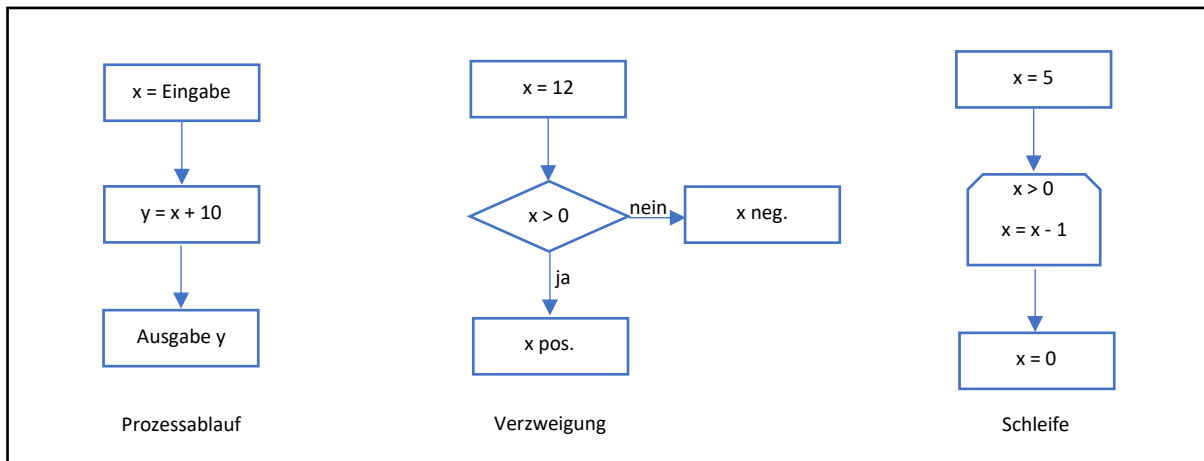 x = Eingabe
y = x + 10
Ausgabe y
Prozessablauf
x = 12
x > 0
nein
x neg.
ja
x pos.
Verzweigung
x = 5
x > 0
x = x - 1
x = 0
Schleife